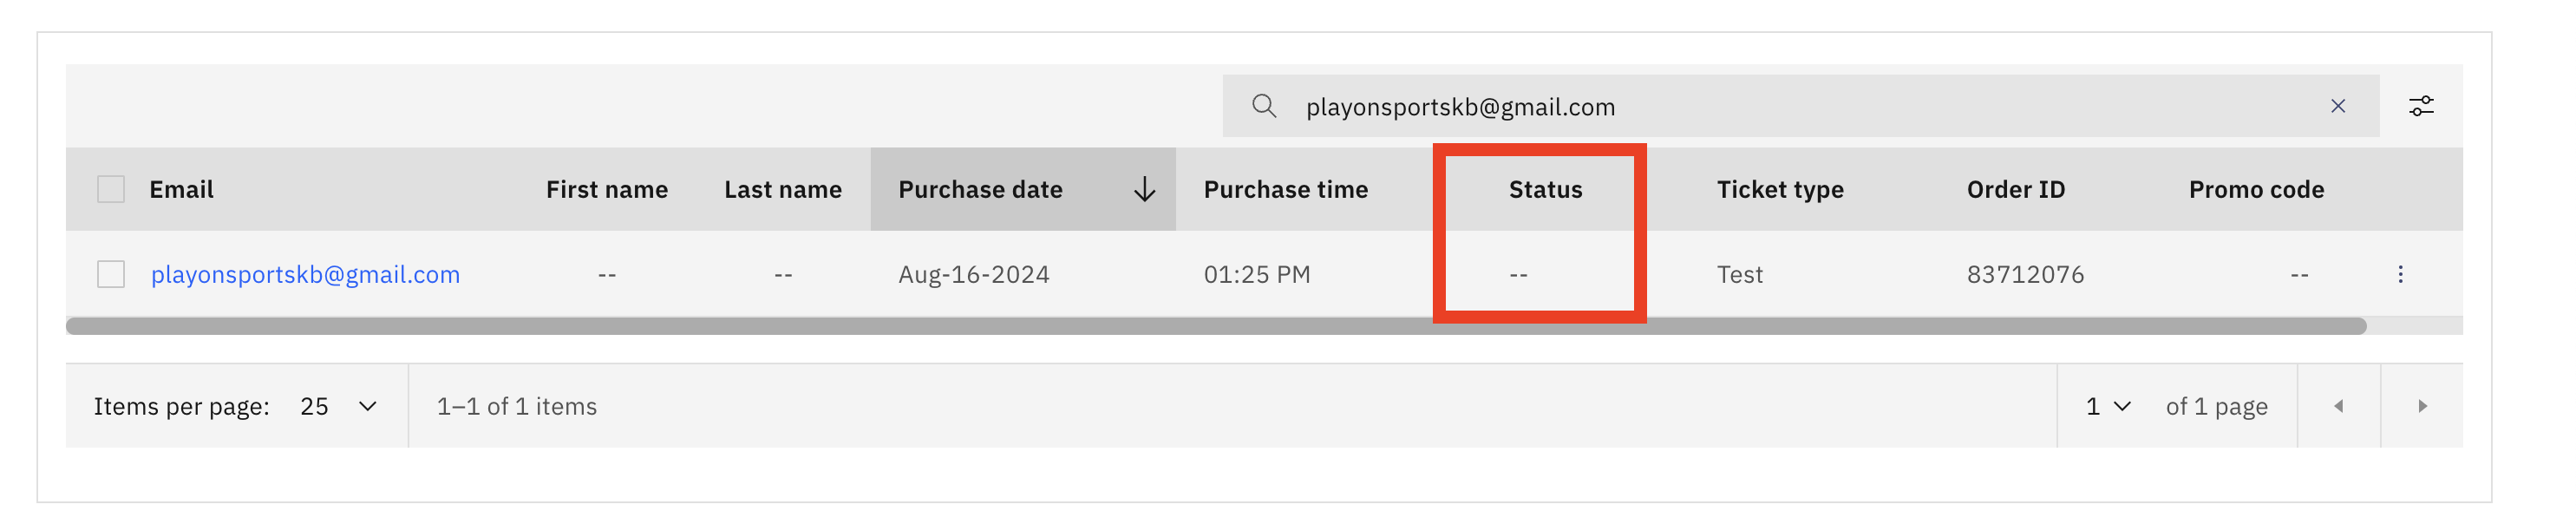 playonsportskb@gmail.com
Email First name Last name Purchase date Purchase time Status Ticket type Order ID Promo code
playonsportskb@gmail.com -- -- Aug-16-2024 01:25 PM -- Test 83712076 --
Items per page: 25 1–1 of 1 items 1 of 1 page